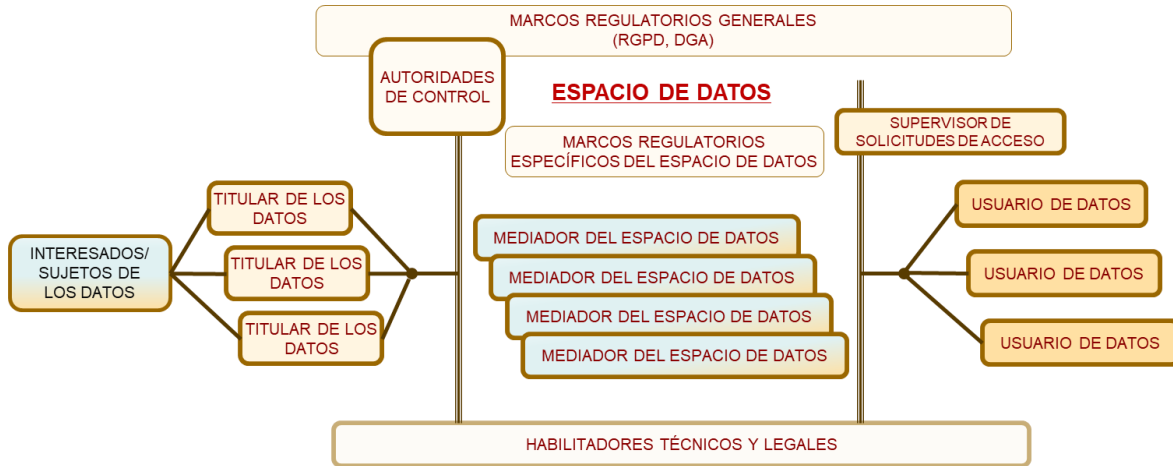 MARCOS REGULATORIOS GENERALES
(RGPD, DGA)
AUTORIDADES
DE CONTROL
ESPACIO DE DATOS
SUPERVISOR DE
SOLICITUDES DE ACCESO
MARCOS REGULATORIOS
ESPECÍFICOS DEL ESPACIO DE DATOS
INTERESADOS/
SUJETOS DE
LOS DATOS
TITULAR DE LOS
DATOS
TITULAR DE LOS
DATOS
TITULAR DE LOS
DATOS
MEDIADOR DEL ESPACIO DE DATOS
MEDIADOR DEL ESPACIO DE DATOS
MEDIADOR DEL ESPACIO DE DATOS
MEDIADOR DEL ESPACIO DE DATOS
USUARIO DE DATOS
USUARIO DE DATOS
USUARIO DE DATOS
HABILITADORES TÉCNICOS Y LEGALES